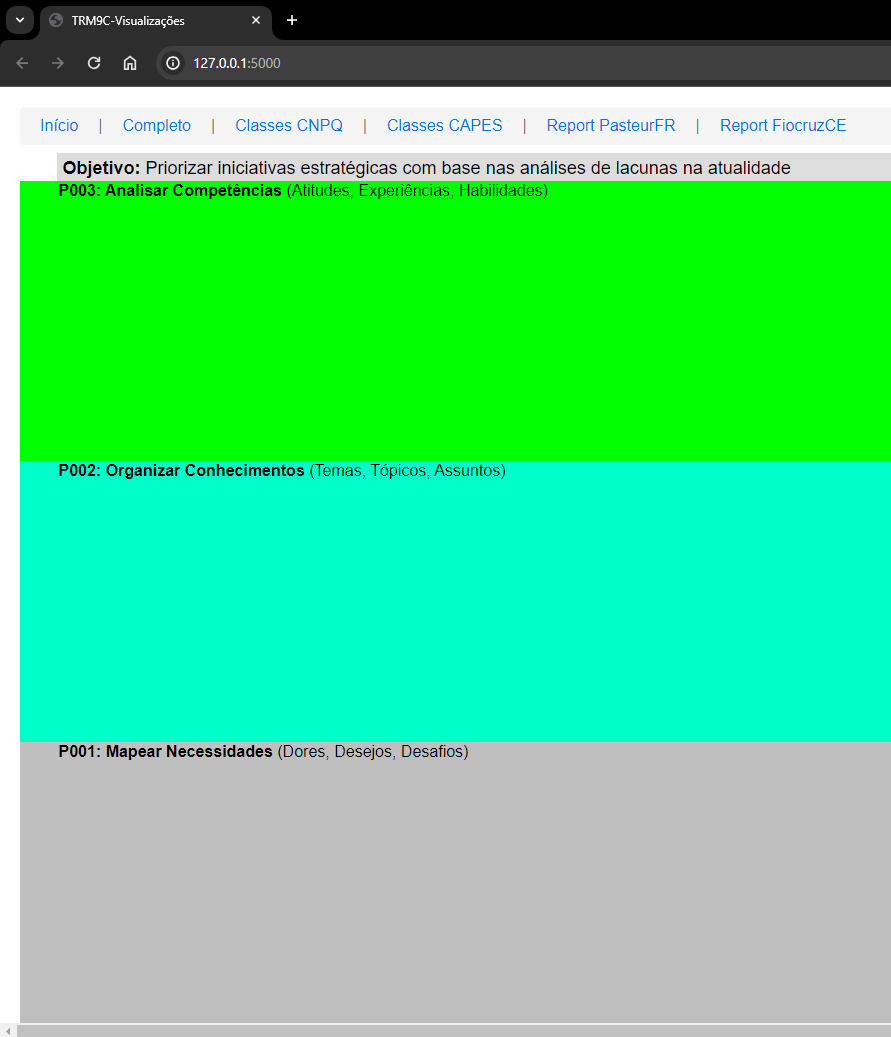 TRM9C-Visualizações
127.0.0.1:5000
Início | Completo | Classes CNPQ | Classes CAPES | Report PasteurFR | Report FiocruzCE
Objetivo: Priorizar iniciativas estratégicas com base nas análises de lacunas na atualidade
P003: Analisar Competências (Atitudes, Experiências, Habilidades)
P002: Organizar Conhecimentos (Temas, Tópicos, Assuntos)
P001: Mapear Necessidades (Dores, Desejos, Desafios)